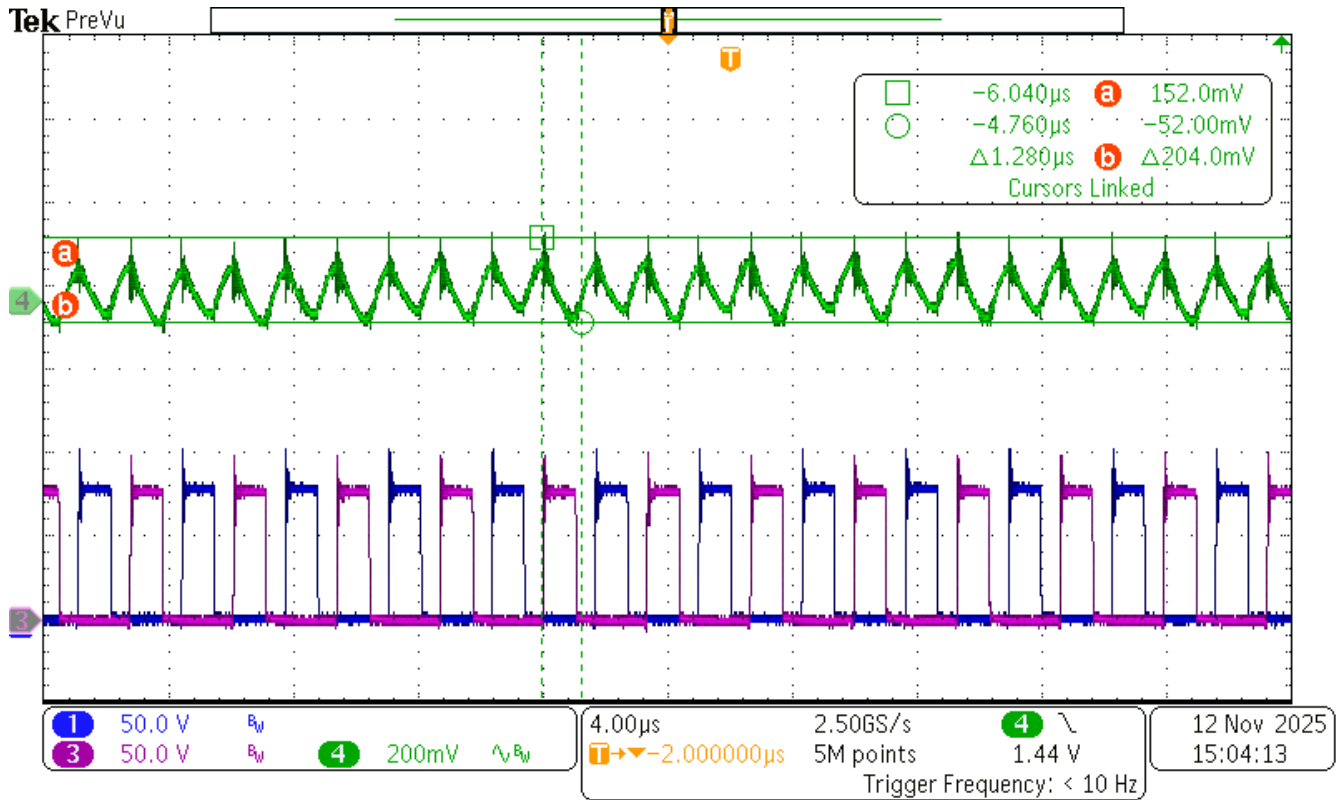 Tek PreVu
T
T
−6.040µs a 152.0mV
−4.760µs −52.00mV
△1.280µs b △204.0mV
Cursors Linked
a
4
b
3
1 50.0 V BW
3 50.0 V BW 4 200mV BW
4.00µs 2.50GS/s 4
T→▼−2.000000µs 5M points 1.44 V
Trigger Frequency: < 10 Hz
12 Nov 2025
15:04:13